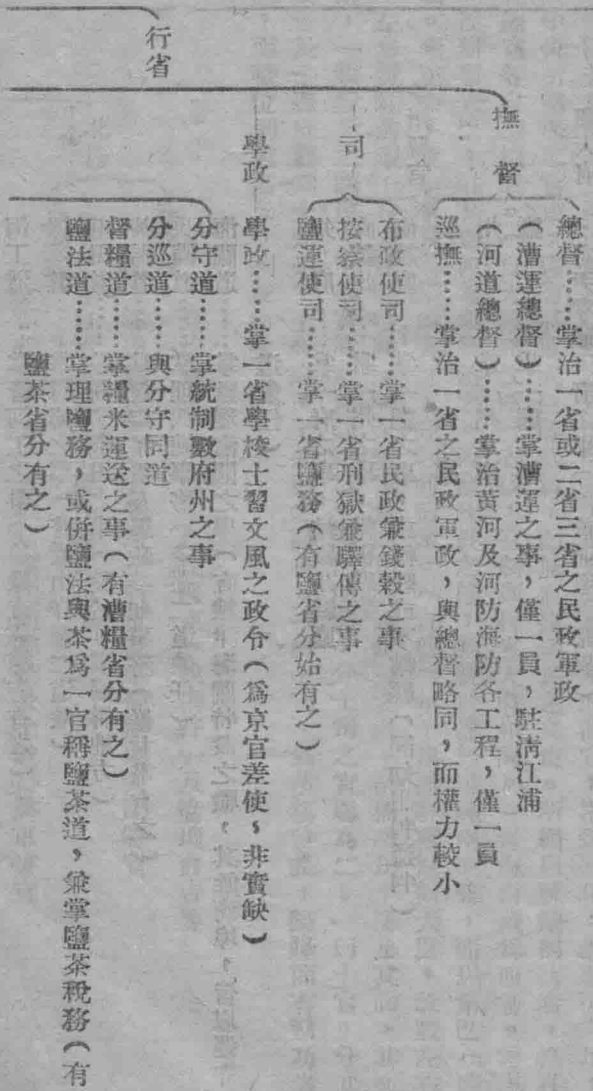 行省
撫督
總督……掌治一省或二省三省之民政軍政
(漕運總督)……掌漕運之事,僅一員,駐淸江浦
(河道總督)……掌治黃河及河防海防各工程,僅一員
巡撫……掌治一省之民政軍政,與總督略同,而權力較小
司
布政使司……掌一省民政兼錢穀之事
按察使司……掌一省刑獄兼驛傳之事
鹽運使司……掌一省鹽務(有鹽省分始有之)
學政
學政……掌一省學校士習文風之政令(爲京官差使,非實缺)
分守道……掌統制數府州之事
分巡道……與分守同道
督糧道……掌糧米運送之事(有漕糧省分有之)
鹽法道……掌理鹽務,或併鹽法與茶爲一官稱鹽茶道,兼掌鹽茶稅務(有
鹽茶省分有之)